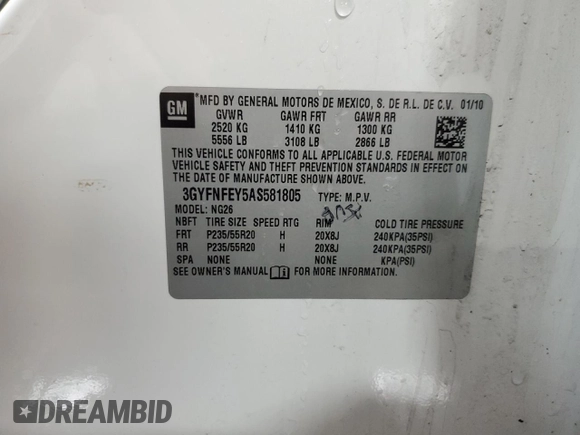 GM
MFD BY GENERAL MOTORS DE MEXICO, S. DE R.L. DE C.V. 01/10
GVWR GAWR FRT GAWR RR
2520 KG 1410 KG 1300 KG
5556 LB 3108 LB 2866 LB
THIS VEHICLE CONFORMS TO ALL APPLICABLE U.S. FEDERAL MOTOR
VEHICLE SAFETY AND THEFT PREVENTION STANDARDS IN EFFECT ON THE
DATE OF MANUFACTURE SHOWN ABOVE.
3GYFNFEY5AS581805 TYPE: M.P.V.
MODEL: NG26
NBFT TIRE SIZE SPEED RTG RIM COLD TIRE PRESSURE
FRT P235/55R20 H 20X8J 240KPA(35PSI)
RR P235/55R20 H 20X8J 240KPA(35PSI)
SPA NONE NONE KPA(PSI)
SEE OWNER'S MANUAL FOR MORE INFORMATION.
DREAMBID